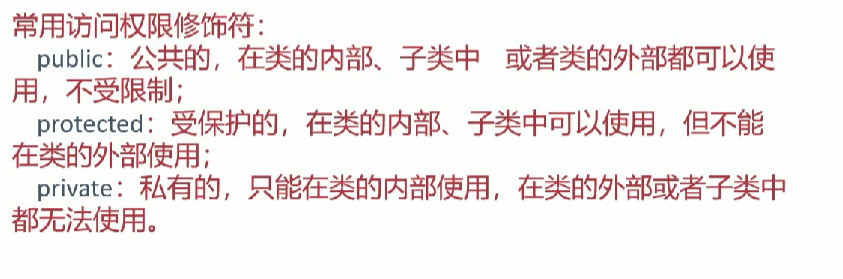 常用访问权限修饰符：
public：公共的，在类的内部、子类中 或者类的外部都可以使
用，不受限制；
protected：受保护的，在类的内部、子类中可以使用，但不能
在类的外部使用；
private：私有的，只能在类的内部使用，在类的外部或者子类中
都无法使用。